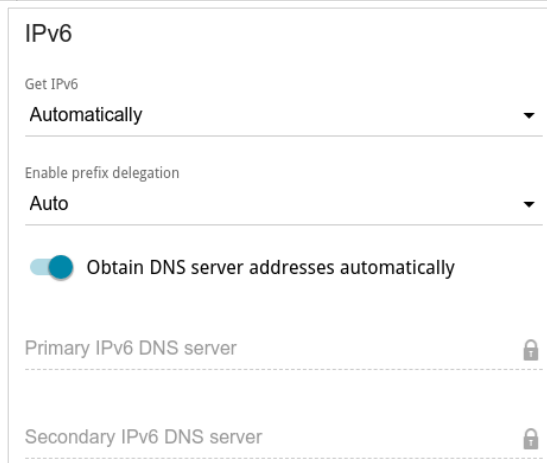 IPv6
Get IPv6
Automatically
Enable prefix delegation
Auto
Obtain DNS server addresses automatically
Primary IPv6 DNS server
Secondary IPv6 DNS server